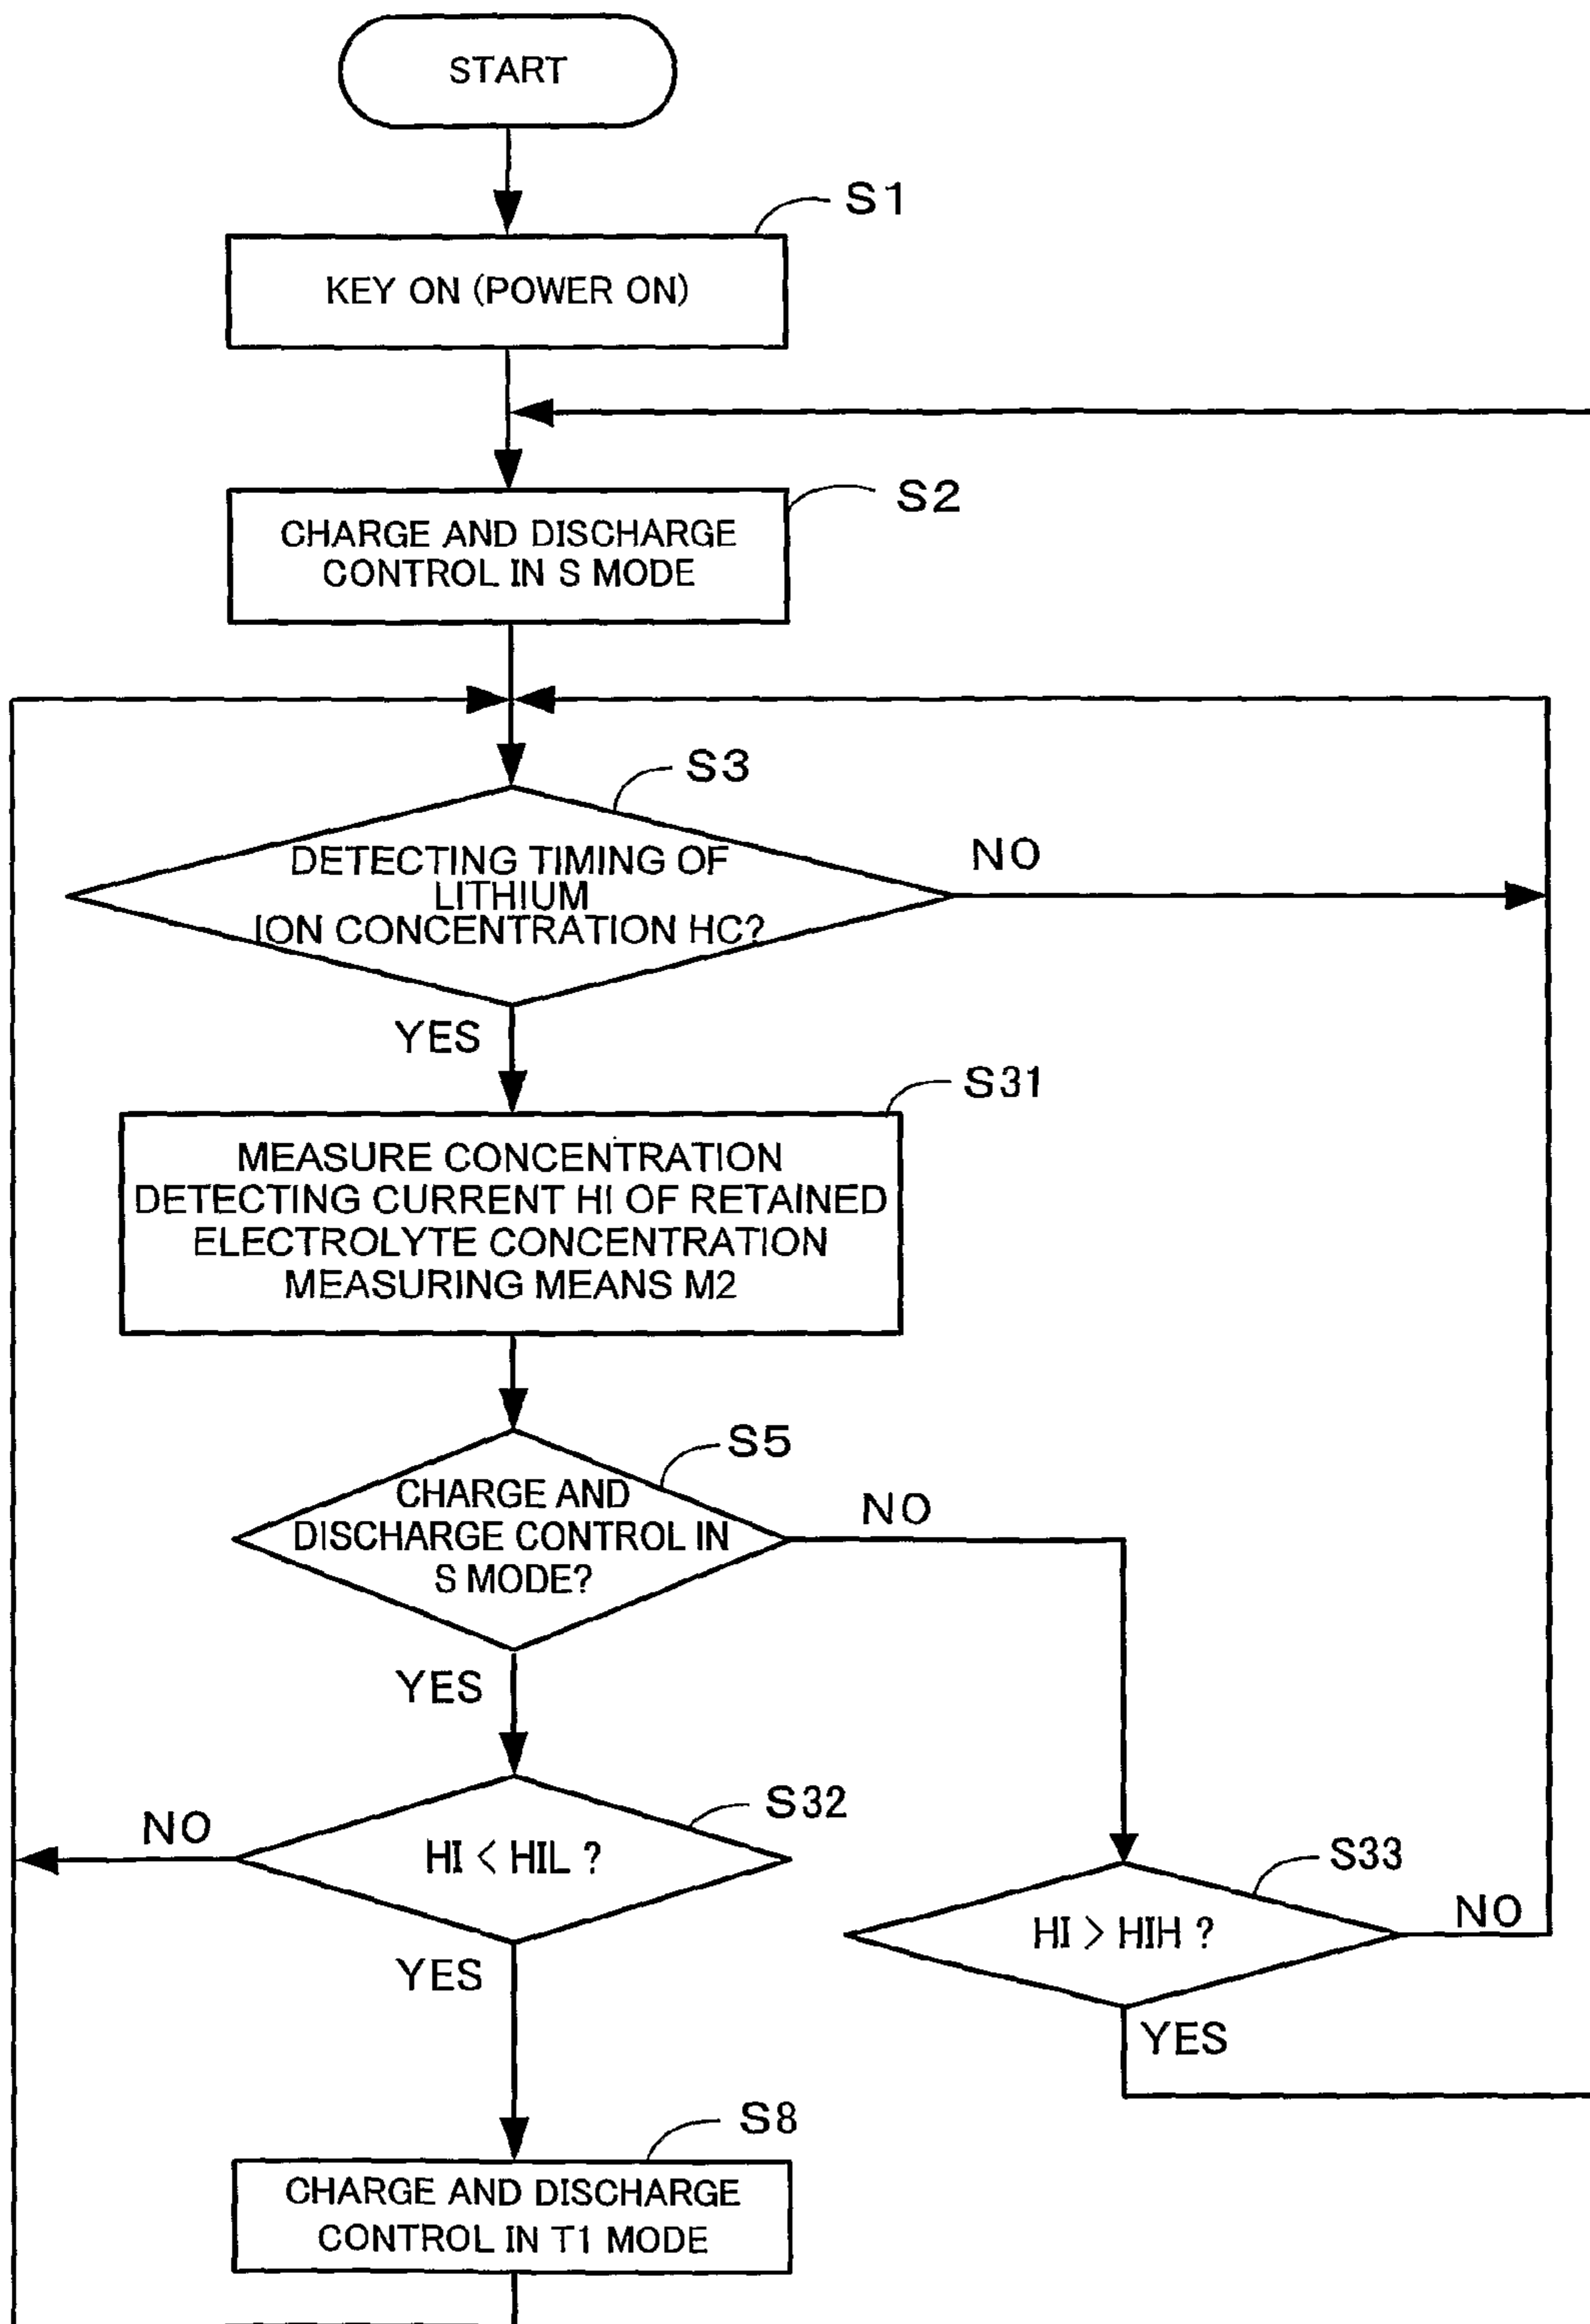 START
S1
KEY ON (POWER ON)
S2
CHARGE AND DISCHARGE
CONTROL IN S MODE
S3
DETECTING TIMING OF
LITHIUM
ION CONCENTRATION HC?
NO
YES
S31
MEASURE CONCENTRATION
DETECTING CURRENT HI OF RETAINED
ELECTROLYTE CONCENTRATION
MEASURING MEANS M2
S5
CHARGE AND
DISCHARGE CONTROL IN
S MODE?
NO
YES
S32
HI < HIL ?
NO
YES
S33
HI > HIH ?
NO
YES
S8
CHARGE AND DISCHARGE
CONTROL IN T1 MODE